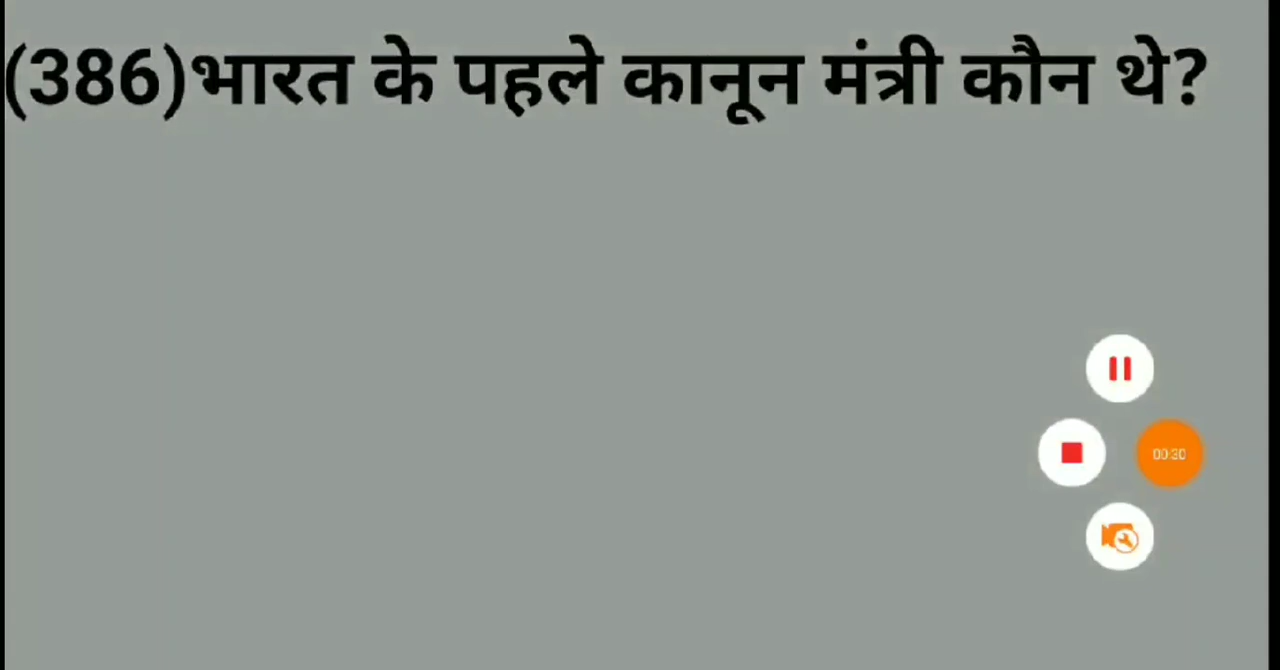 (386)भारत के पहले कानून मंत्री कौन थे?
00:30